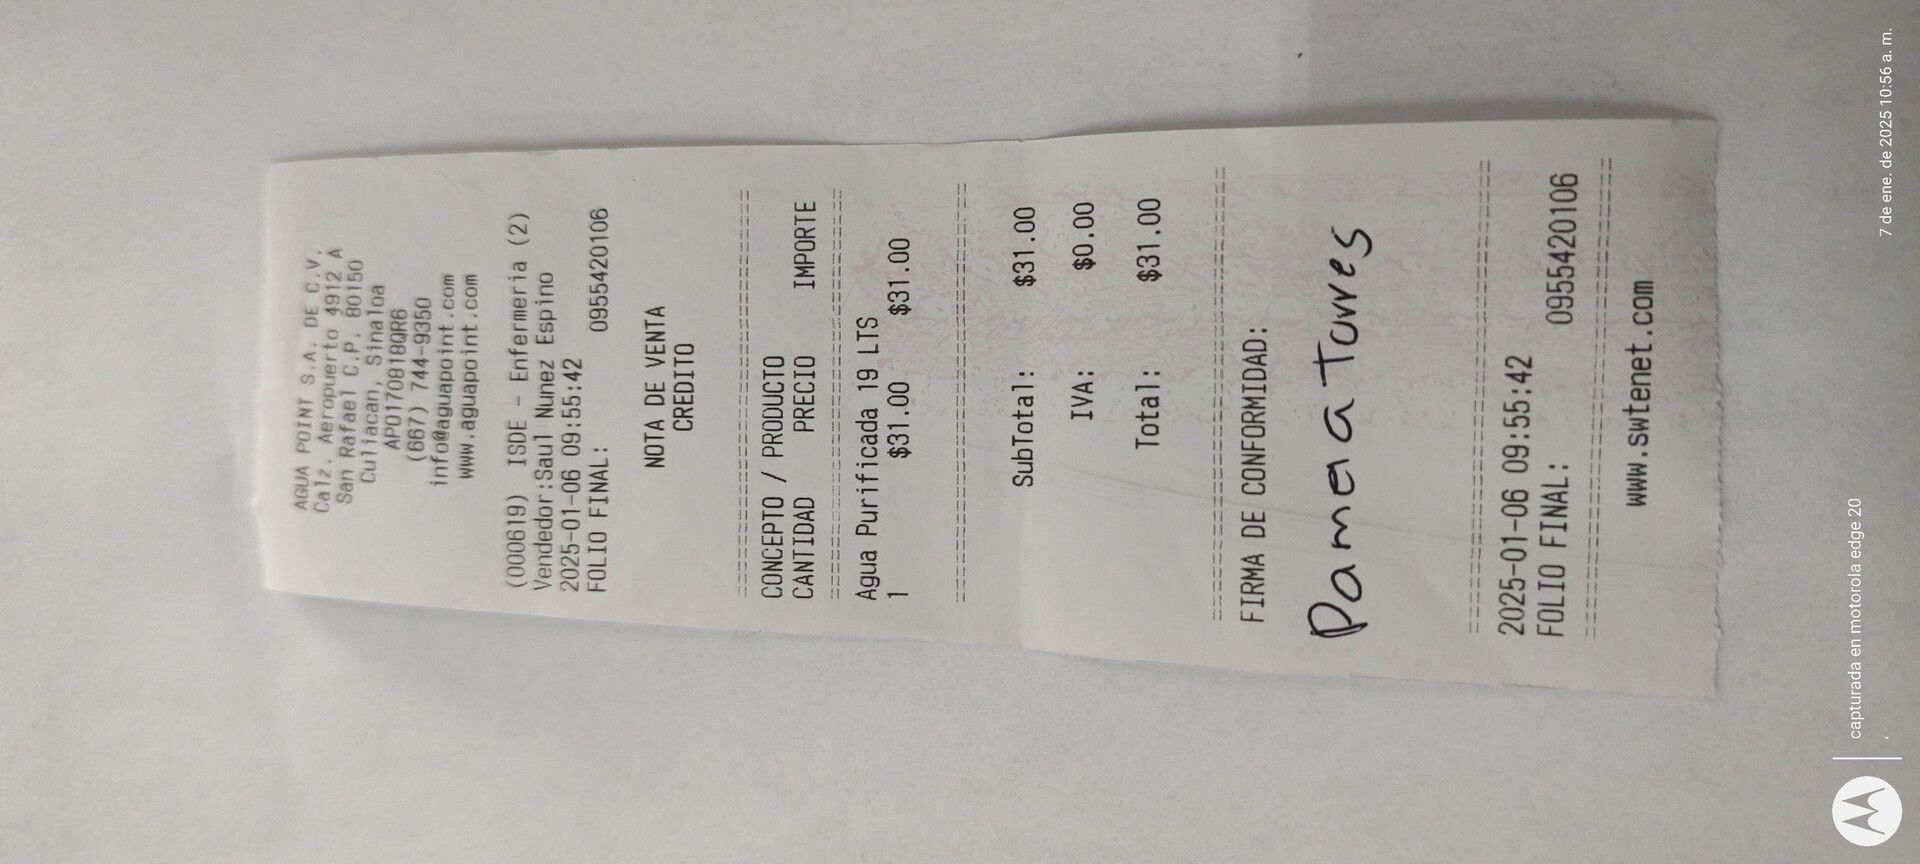 AGUA POINT S.A. DE C.V.
Calz. Aeropuerto 4912 A
San Rafael C.P. 80150
Culiacan, Sinaloa
APO170818QR6
(667) 744-9350
info@aguapoint.com
www.aguapoint.com
(000619) ISDE - Enfermeria (2)
Vendedor:Saul Nunez Espino
2025-01-06 09:55:42
FOLIO FINAL: 0955420106
NOTA DE VENTA
CREDITO
CONCEPTO / PRODUCTO
CANTIDAD PRECIO IMPORTE
Agua Purificada 19 LTS
1 $31.00 $31.00
SubTotal: $31.00
IVA: $0.00
Total: $31.00
FIRMA DE CONFORMIDAD:
Pamela Torres
2025-01-06 09:55:42
FOLIO FINAL: 0955420106
www.swtenet.com
capturada en motorola edge 20
7 de ene. de 2025 10:56 a. m.